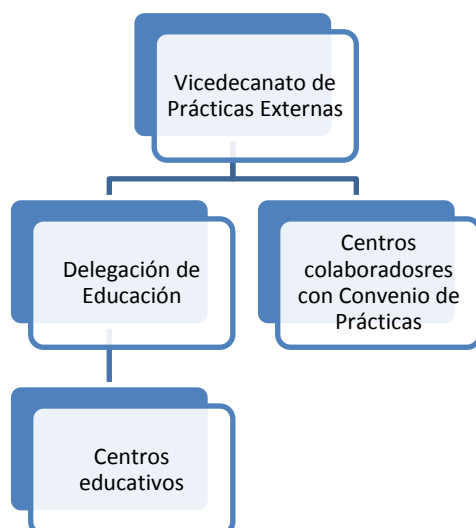 Vicedecanato de
Prácticas Externas
Delegación de
Educación
Centros
colaboradosres
con Convenio de
Prácticas
Centros
educativos